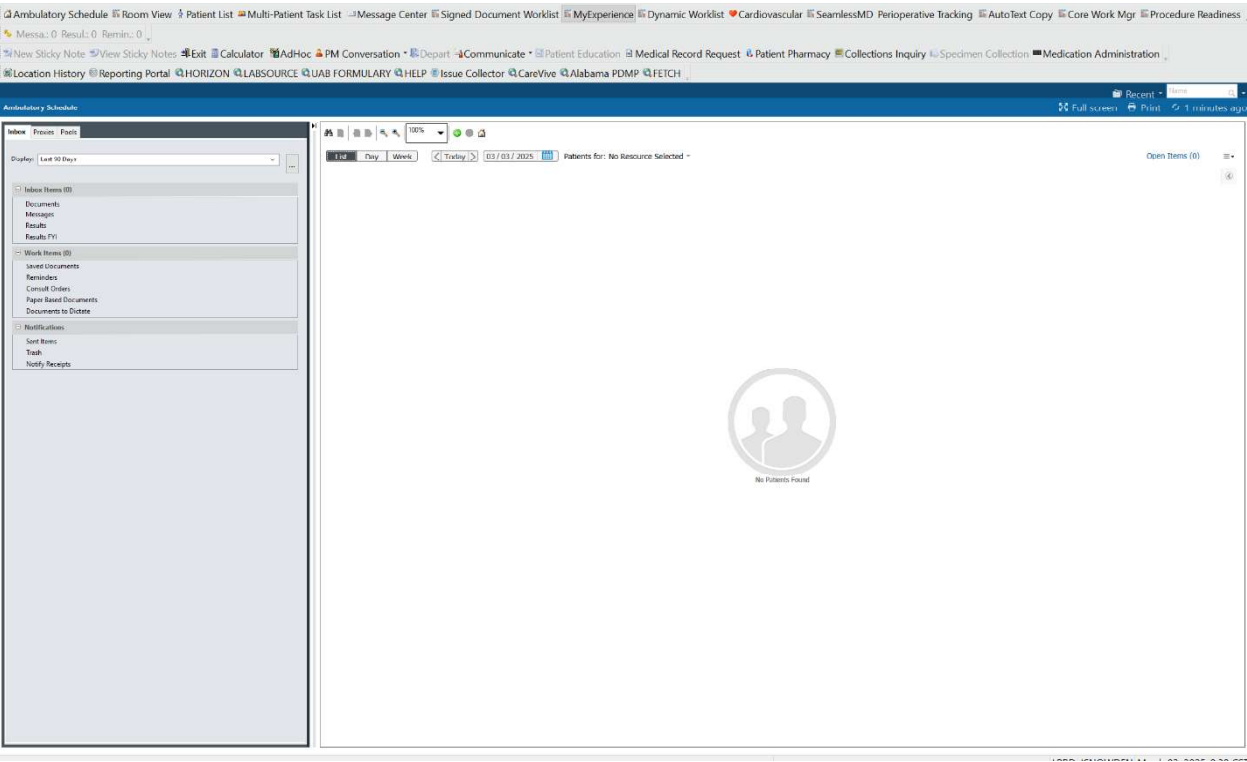 Ambulatory Schedule Room View Patient List Multi-Patient Task List Message Center Signed Document Worklist MyExperience Dynamic Worklist Cardiovascular SeamlessMD Perioperative Tracking AutoText Copy Core Work Mgr Procedure Readiness
Messa.: 0 Resul.: 0 Remin.: 0
New Sticky Note View Sticky Notes Exit Calculator AdHoc PM Conversation Depart Communicate Patient Education Medical Record Request Patient Pharmacy Collections Inquiry Specimen Collection Medication Administration
Location History Reporting Portal HORIZON LABSOURCE UAB FORMULARY HELP Issue Collector CareVive Alabama PDMP FETCH
Recent Name
Ambulatory Schedule Full screen Print 1 minutes ago
Inbox Proxies Pools
100%
Display: Last 90 Days ...
List Day Week Today 03 / 03 / 2025 Patients for: No Resource Selected Open Items (0)
Inbox Items (0)
Documents
Messages
Results
Results FYI
Work Items (0)
Saved Documents
Reminders
Consult Orders
Paper Based Documents
Documents to Dictate
Notifications
Sent Items
Trash
Notify Receipts
No Patients Found